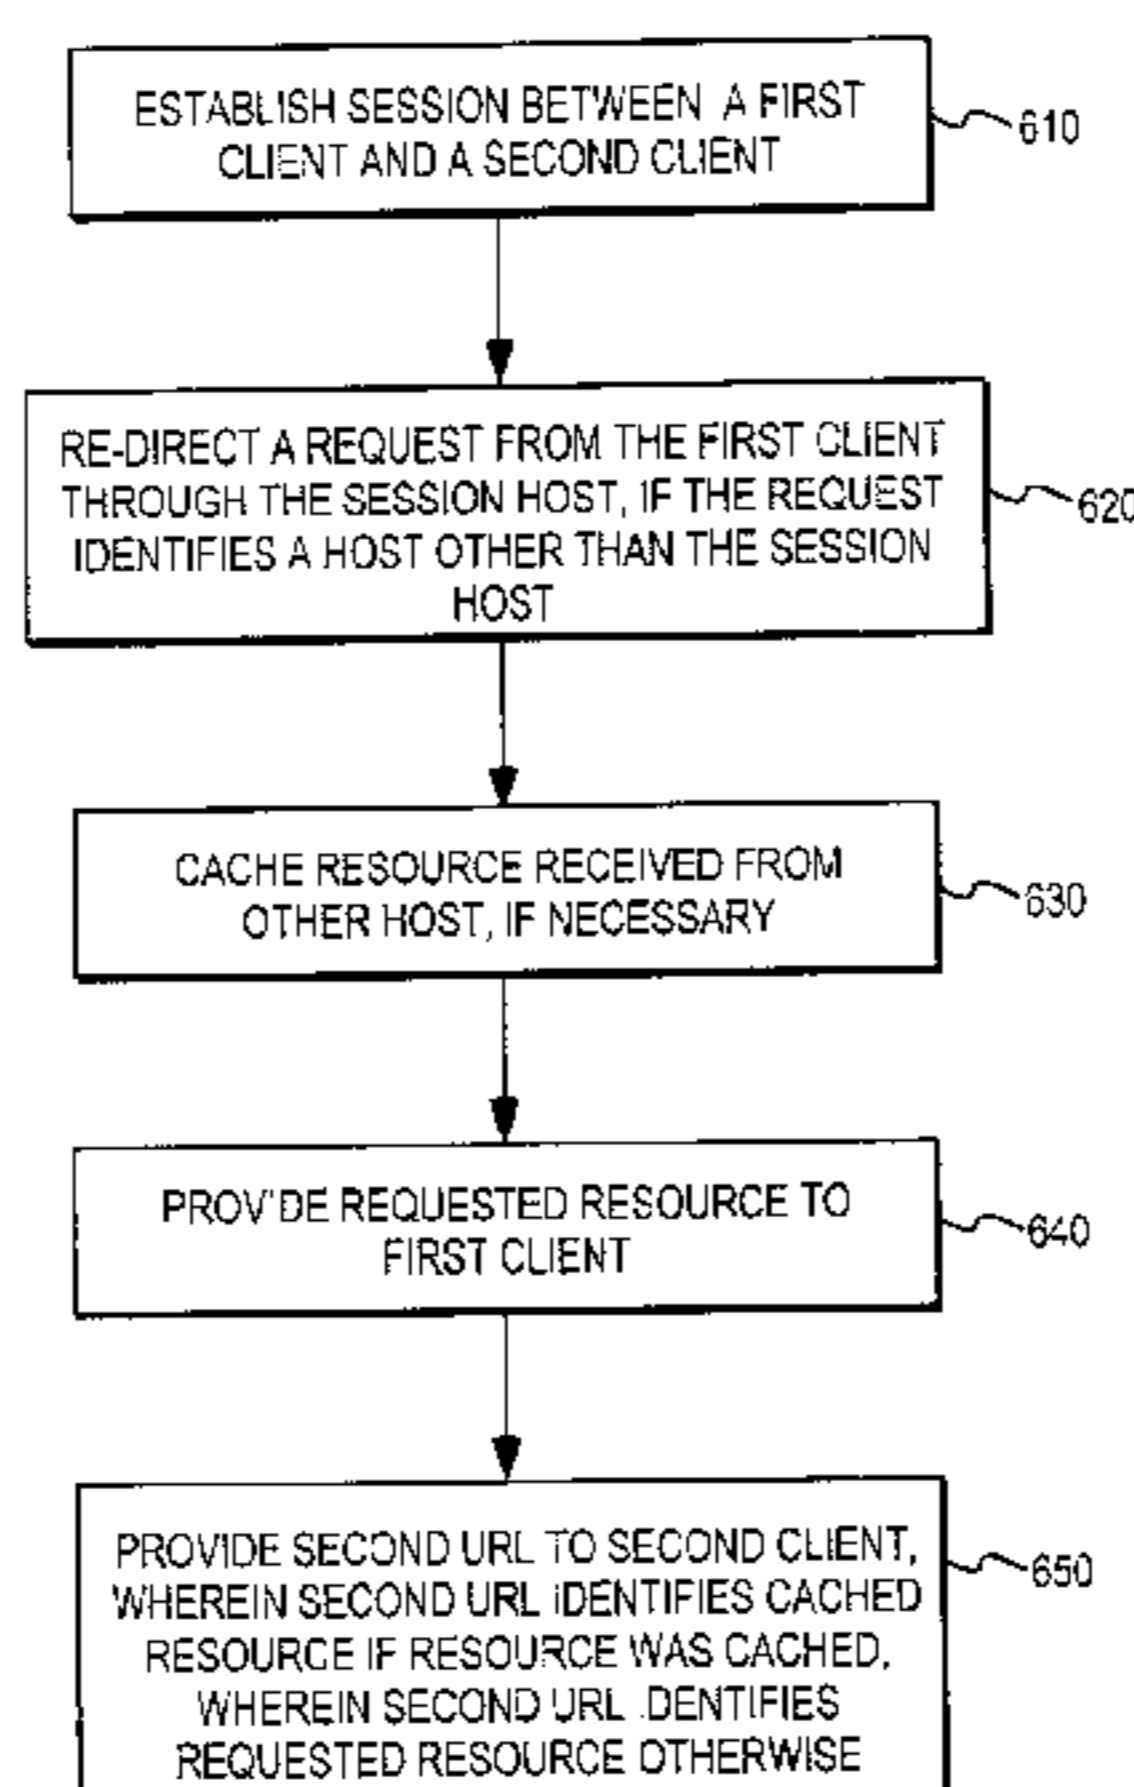 ESTABLISH SESSION BETWEEN A FIRST
CLIENT AND A SECOND CLIENT
610
RE-DIRECT A REQUEST FROM THE FIRST CLIENT
THROUGH THE SESSION HOST, IF THE REQUEST
IDENTIFIES A HOST OTHER THAN THE SESSION
HOST
620
CACHE RESOURCE RECEIVED FROM
OTHER HOST, IF NECESSARY
630
PROVIDE REQUESTED RESOURCE TO
FIRST CLIENT
640
PROVIDE SECOND URL TO SECOND CLIENT,
WHEREIN SECOND URL IDENTIFIES CACHED
RESOURCE IF RESOURCE WAS CACHED,
WHEREIN SECOND URL IDENTIFIES
REQUESTED RESOURCE OTHERWISE
650